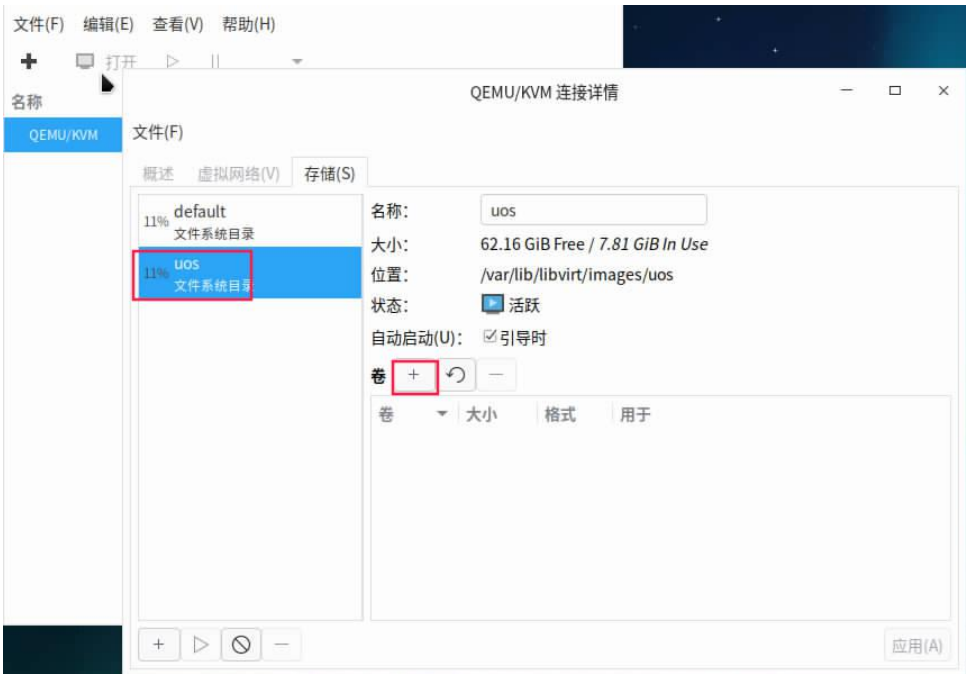 文件(F) 编辑(E) 查看(V) 帮助(H)
打开
名称
QEMU/KVM
QEMU/KVM 连接详情
文件(F)
概述 虚拟网络(V) 存储(S)
11% default
文件系统目录
11% uos
文件系统目录
名称： uos
大小： 62.16 GiB Free / 7.81 GiB In Use
位置： /var/lib/libvirt/images/uos
状态： 活跃
自动启动(U)： 引导时
卷
卷 大小 格式 用于
应用(A)